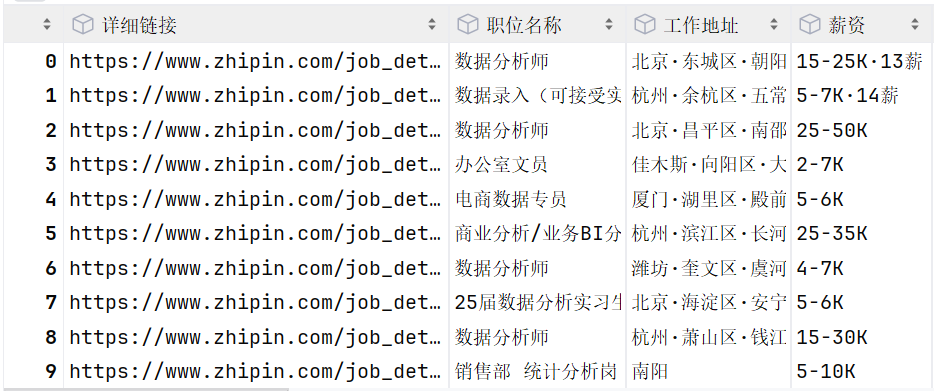 详细链接 职位名称 工作地址 薪资
0 https://www.zhipin.com/job_det… 数据分析师 北京·东城区·朝阳 15-25K·13薪
1 https://www.zhipin.com/job_det… 数据录入（可接受实 杭州·余杭区·五常 5-7K·14薪
2 https://www.zhipin.com/job_det… 数据分析师 北京·昌平区·南邵 25-50K
3 https://www.zhipin.com/job_det… 办公室文员 佳木斯·向阳区·大 2-7K
4 https://www.zhipin.com/job_det… 电商数据专员 厦门·湖里区·殿前 5-6K
5 https://www.zhipin.com/job_det… 商业分析/业务BI分 杭州·滨江区·长河 25-35K
6 https://www.zhipin.com/job_det… 数据分析师 潍坊·奎文区·虞河 4-7K
7 https://www.zhipin.com/job_det… 25届数据分析实习生 北京·海淀区·安宁 5-6K
8 https://www.zhipin.com/job_det… 数据分析师 杭州·萧山区·钱江 15-30K
9 https://www.zhipin.com/job_det… 销售部 统计分析岗 南阳 5-10K